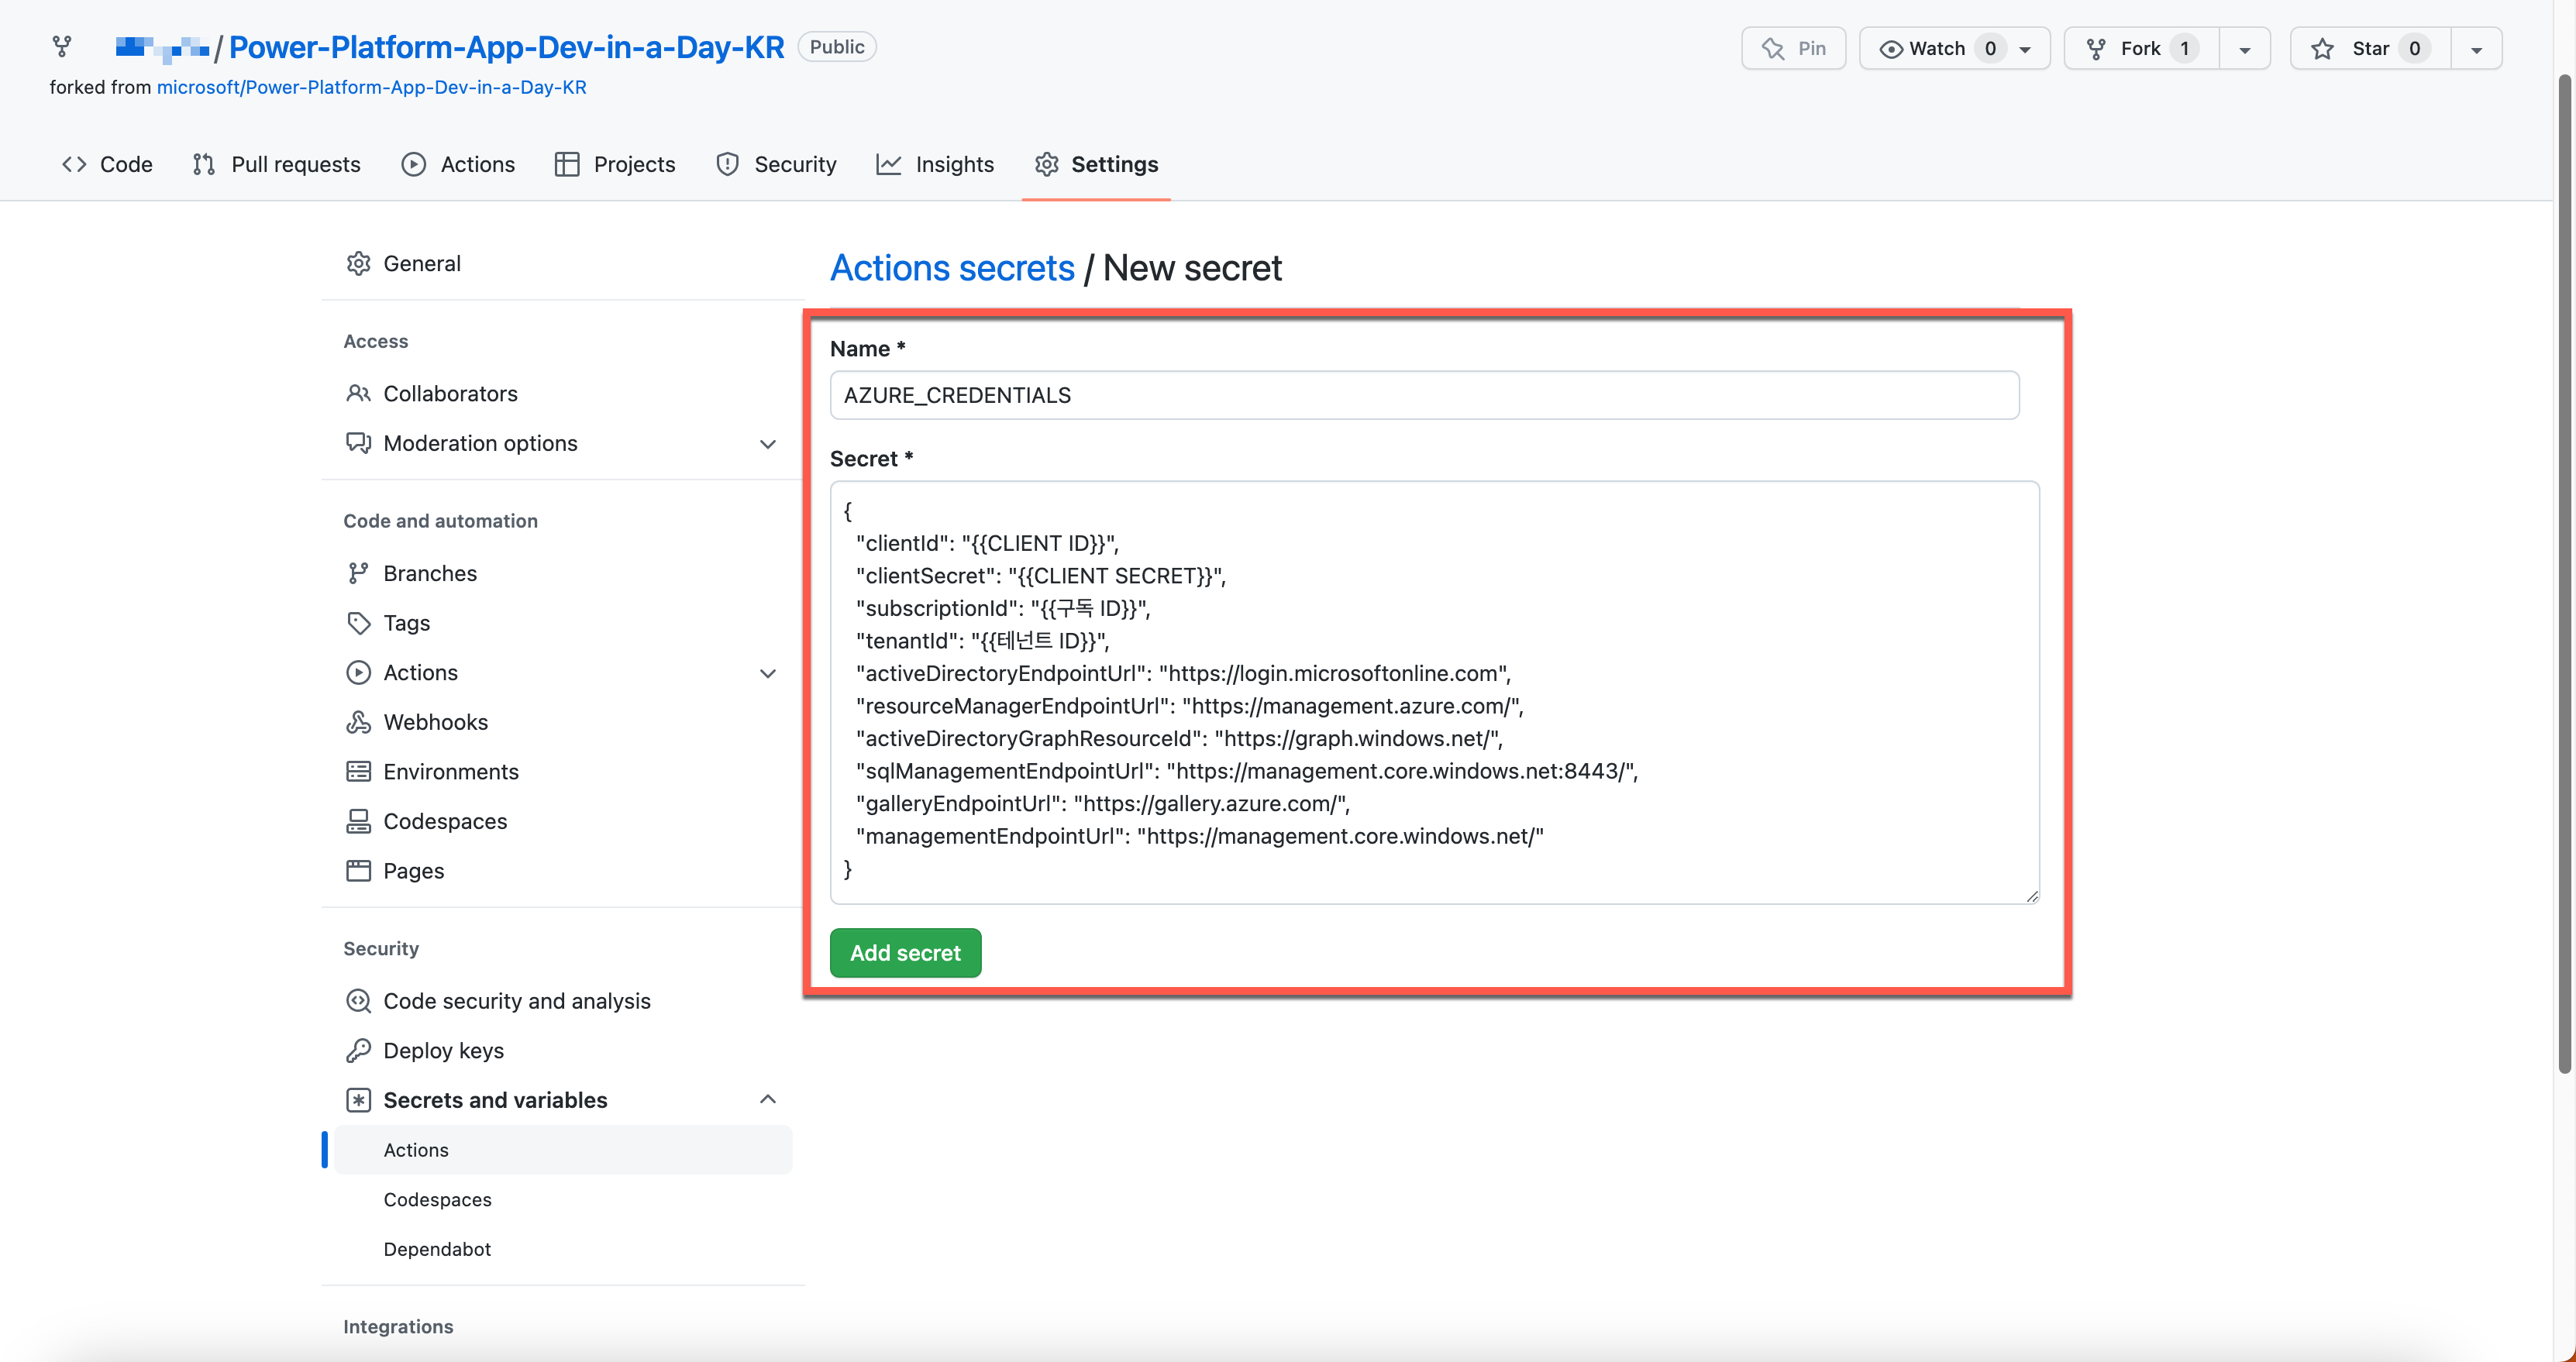 / Power-Platform-App-Dev-in-a-Day-KR Public
Pin Watch 0 Fork 1 Star 0
forked from microsoft/Power-Platform-App-Dev-in-a-Day-KR
Code Pull requests Actions Projects Security Insights Settings
General
Access
Collaborators
Moderation options
Code and automation
Branches
Tags
Actions
Webhooks
Environments
Codespaces
Pages
Security
Code security and analysis
Deploy keys
Secrets and variables
Actions
Codespaces
Dependabot
Integrations
Actions secrets / New secret
Name *
AZURE_CREDENTIALS
Secret *
{
"clientId": "{{CLIENT ID}}",
"clientSecret": "{{CLIENT SECRET}}",
"subscriptionId": "{{구독 ID}}",
"tenantId": "{{테넌트 ID}}",
"activeDirectoryEndpointUrl": "https://login.microsoftonline.com",
"resourceManagerEndpointUrl": "https://management.azure.com/",
"activeDirectoryGraphResourceId": "https://graph.windows.net/",
"sqlManagementEndpointUrl": "https://management.core.windows.net:8443/",
"galleryEndpointUrl": "https://gallery.azure.com/",
"managementEndpointUrl": "https://management.core.windows.net/"
}
Add secret